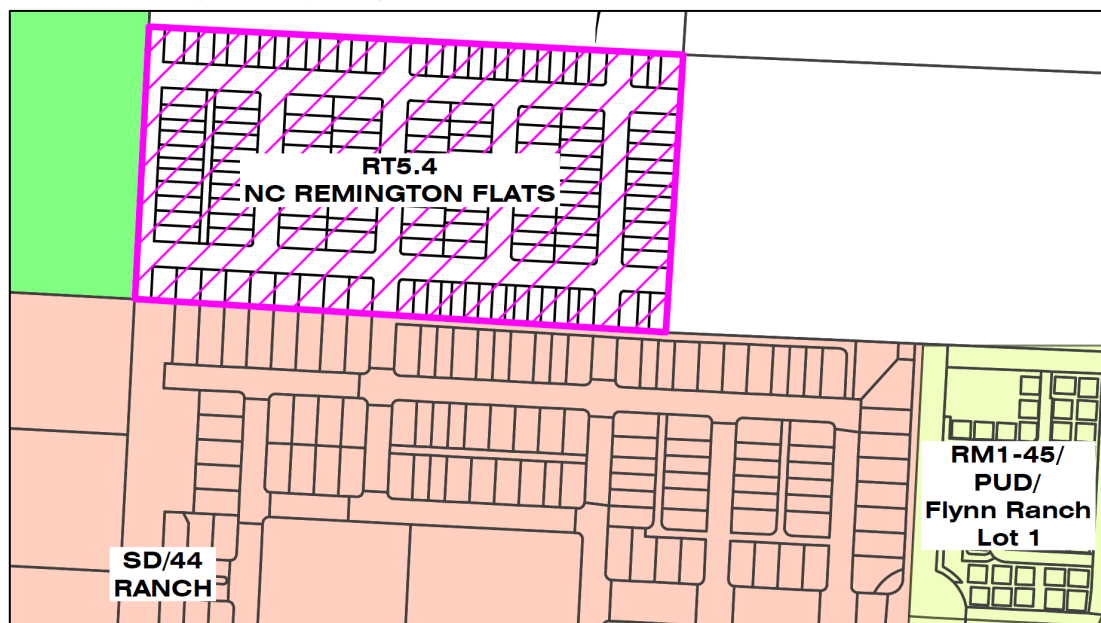 RT5.4
NC REMINGTON FLATS
RM1-45/
PUD/
Flynn Ranch
Lot 1
SD/44
RANCH